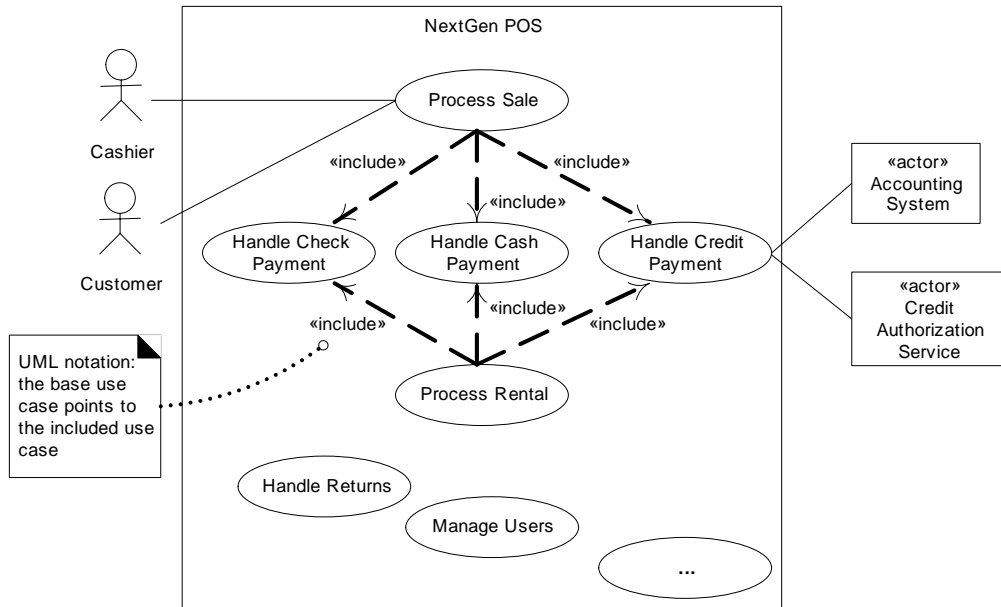 NextGen POS
Process Sale
Cashier
«include»
«include»
«include»
«actor»
Accounting
System
Handle Check
Payment
Handle Cash
Payment
Handle Credit
Payment
Customer
«actor»
Credit
Authorization
Service
«include»
«include»
«include»
UML notation:
the base use
case points to
the included use
case
Process Rental
Handle Returns
Manage Users
...